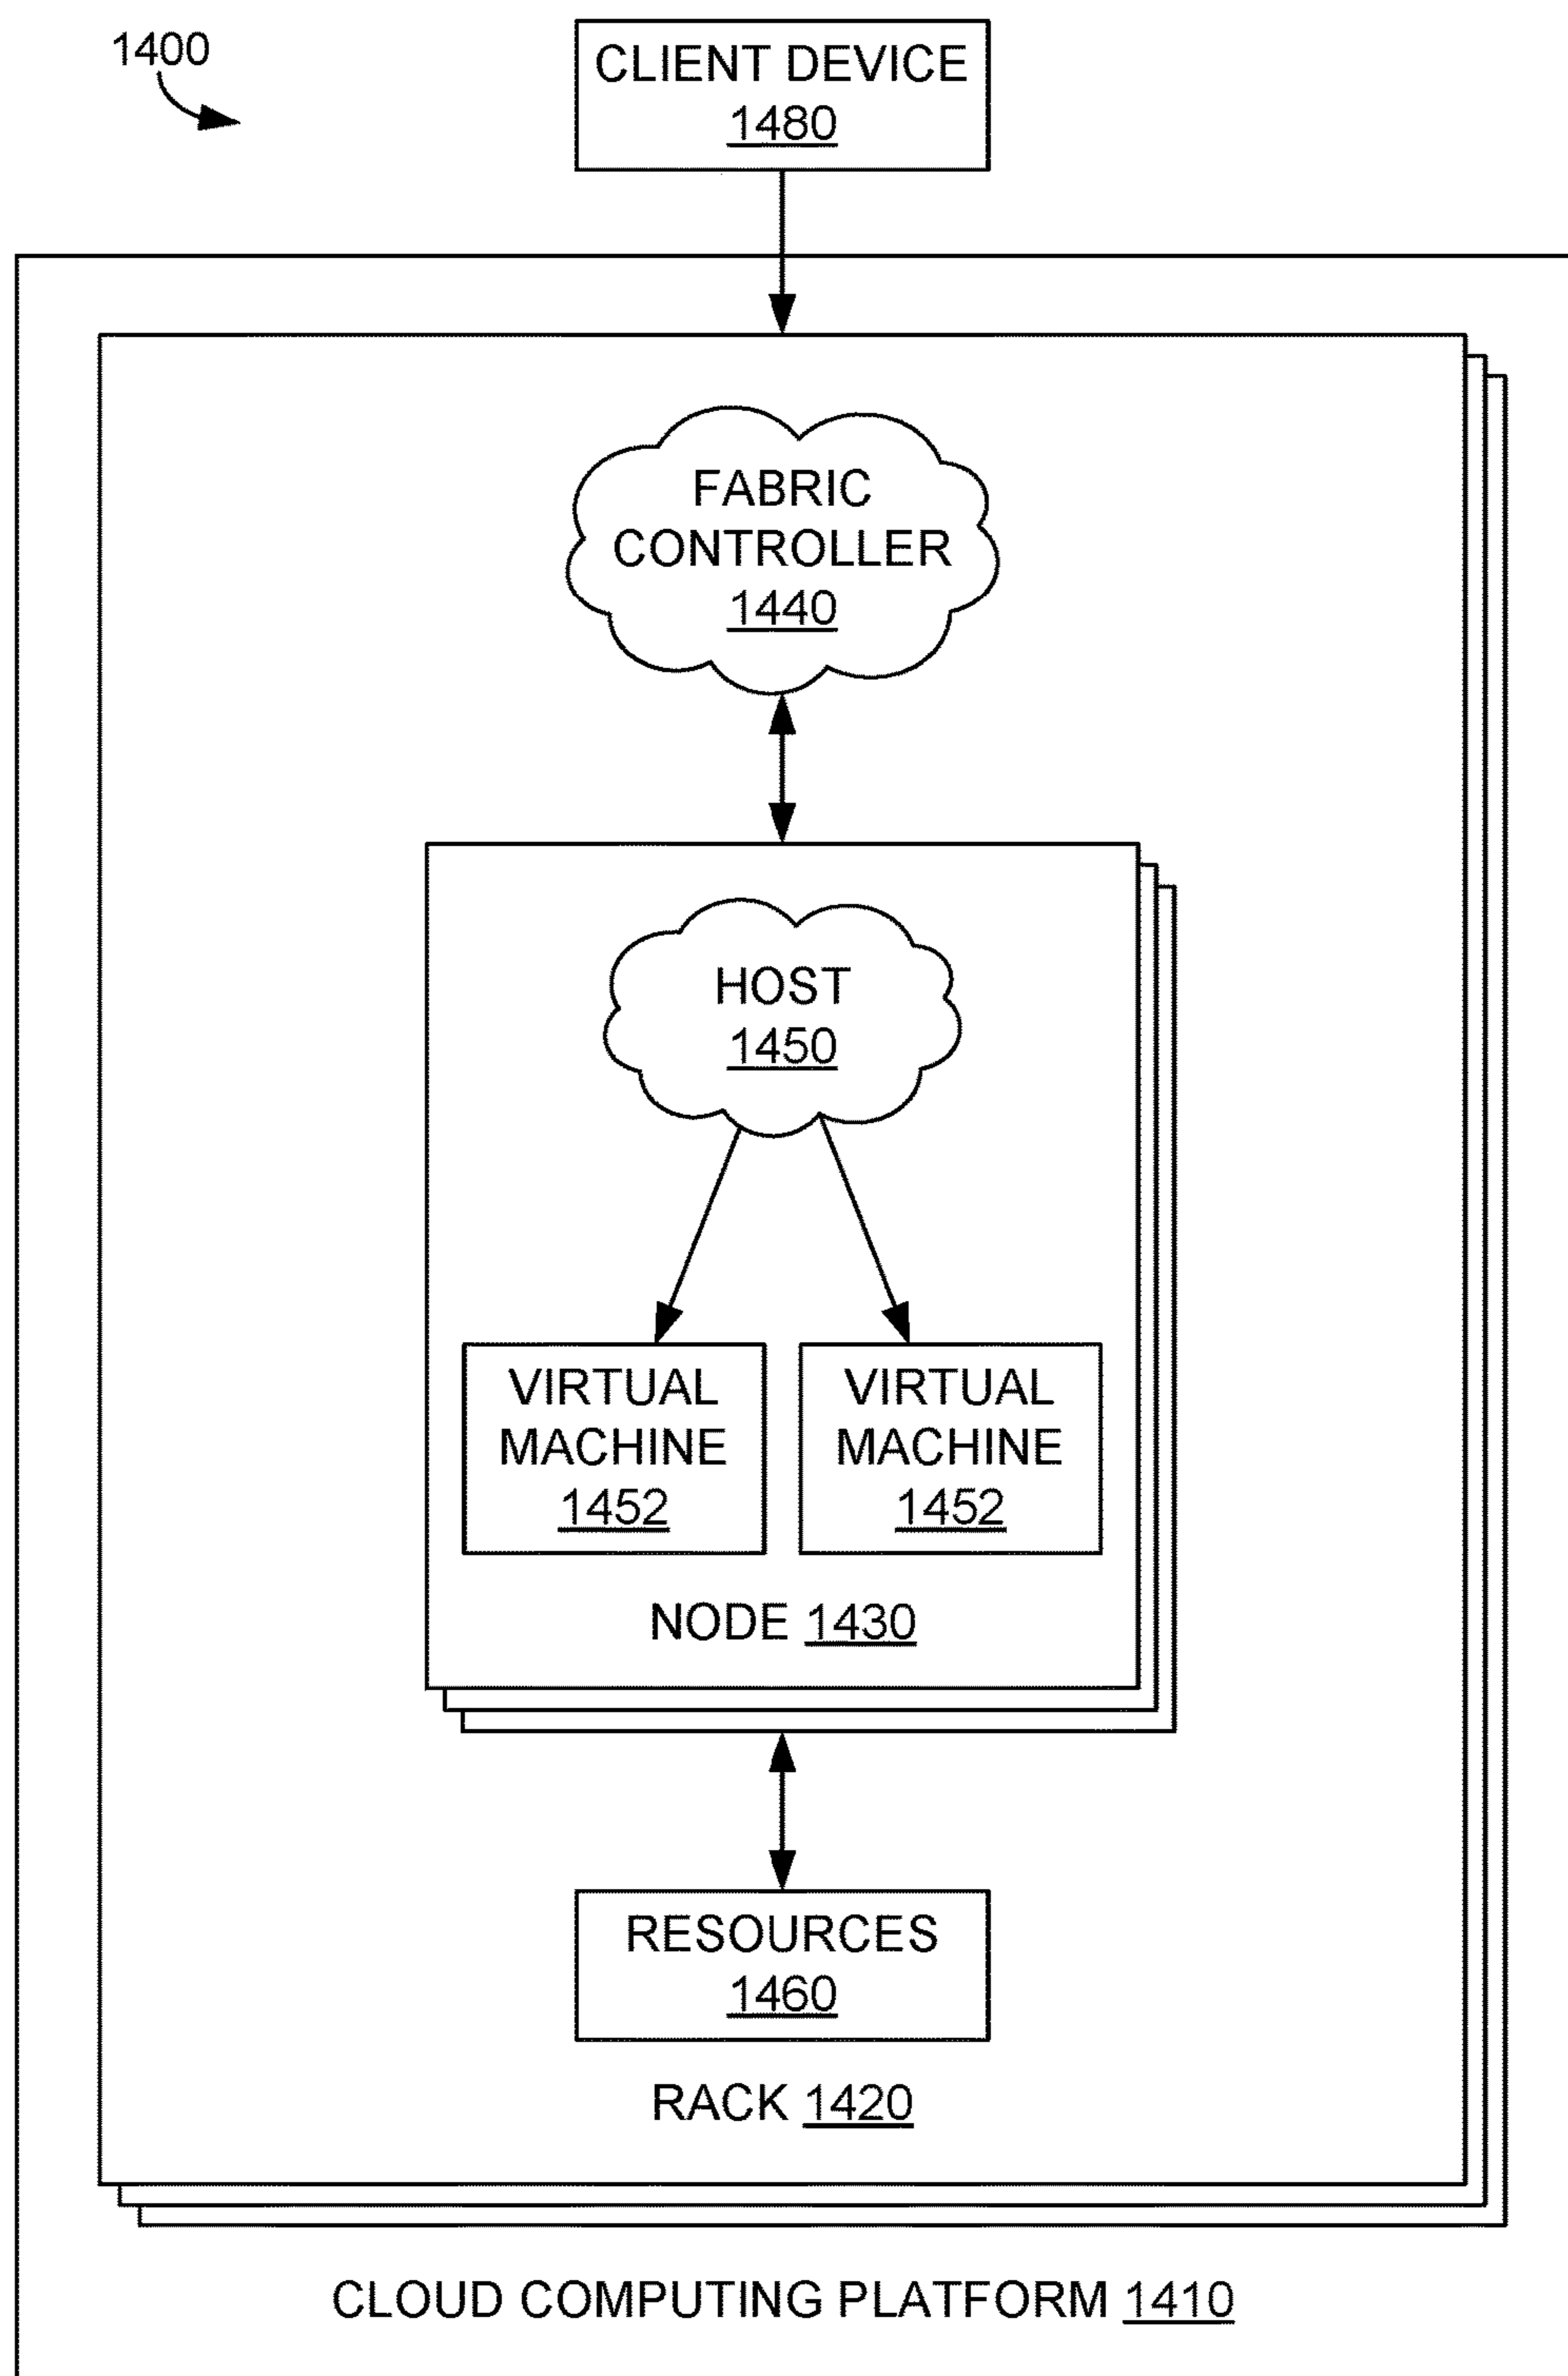 1400
CLIENT DEVICE
1480
FABRIC
CONTROLLER
1440
HOST
1450
VIRTUAL
MACHINE
1452
VIRTUAL
MACHINE
1452
NODE 1430
RESOURCES
1460
RACK 1420
CLOUD COMPUTING PLATFORM 1410